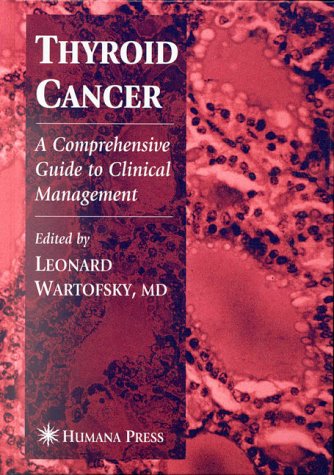 THYROID
CANCER
A Comprehensive
Guide to Clinical
Management
Edited by
LEONARD
WARTOFSKY, MD
HUMANA PRESS